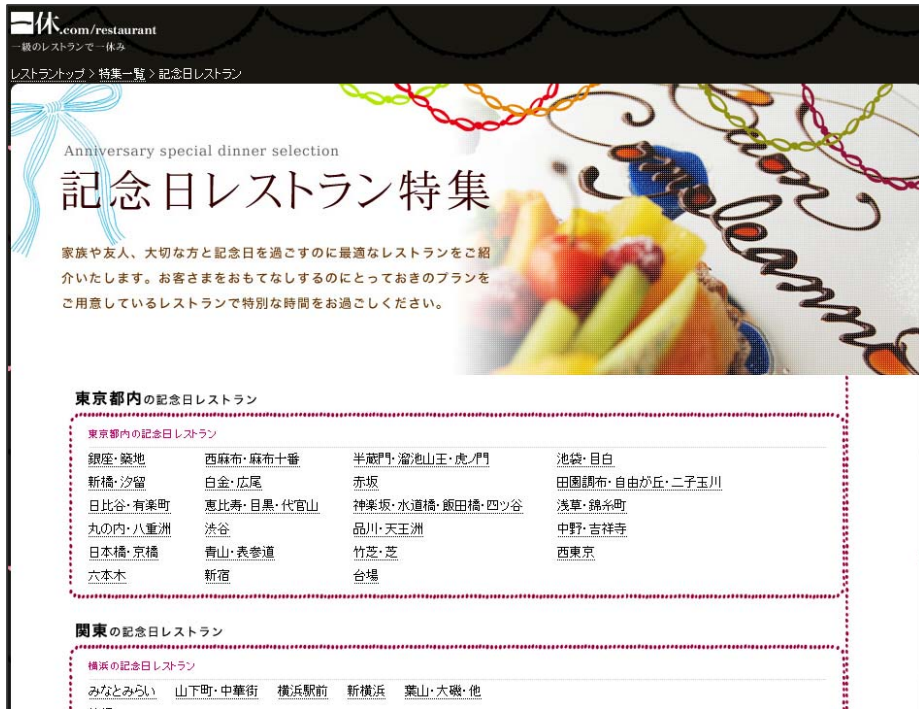 一休.com/restaurant
一級のレストランで一休み
レストラントップ > 特集一覧 > 記念日レストラン
Anniversary special dinner selection
記念日レストラン特集
家族や友人、大切な方と記念日を過ごすのに最適なレストランをご紹
介いたします。お客さまをおもてなしするのにとっておきのプランを
ご用意しているレストランで特別な時間をお過ごしください。
東京都内の記念日レストラン
東京都内の記念日レストラン
銀座・築地 西麻布・麻布十番 半蔵門・溜池山王・虎ノ門 池袋・目白
新橋・汐留 白金・広尾 赤坂 田園調布・自由が丘・二子玉川
日比谷・有楽町 恵比寿・目黒・代官山 神楽坂・水道橋・飯田橋・四ツ谷 浅草・錦糸町
丸の内・八重洲 渋谷 品川・天王洲 中野・吉祥寺
日本橋・京橋 青山・表参道 竹芝・芝 西東京
六本木 新宿 台場
関東の記念日レストラン
横浜の記念日レストラン
みなとみらい 山下町・中華街 横浜駅前 新横浜 葉山・大磯・他